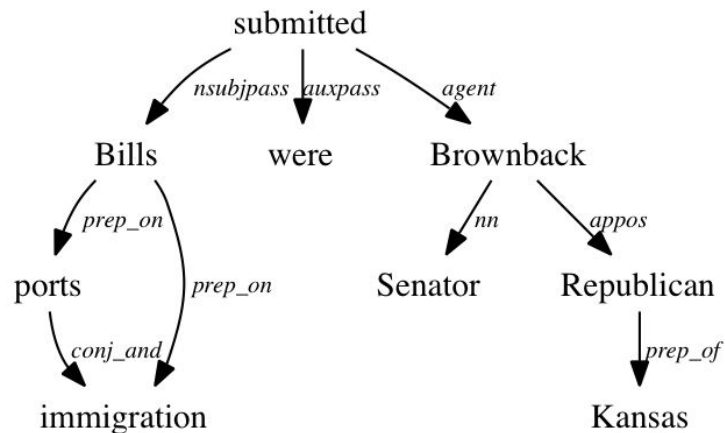 submitted
nsubjpass auxpass agent
Bills were Brownback
prep_on nn appos
ports prep_on Senator Republican
conj_and prep_of
immigration Kansas